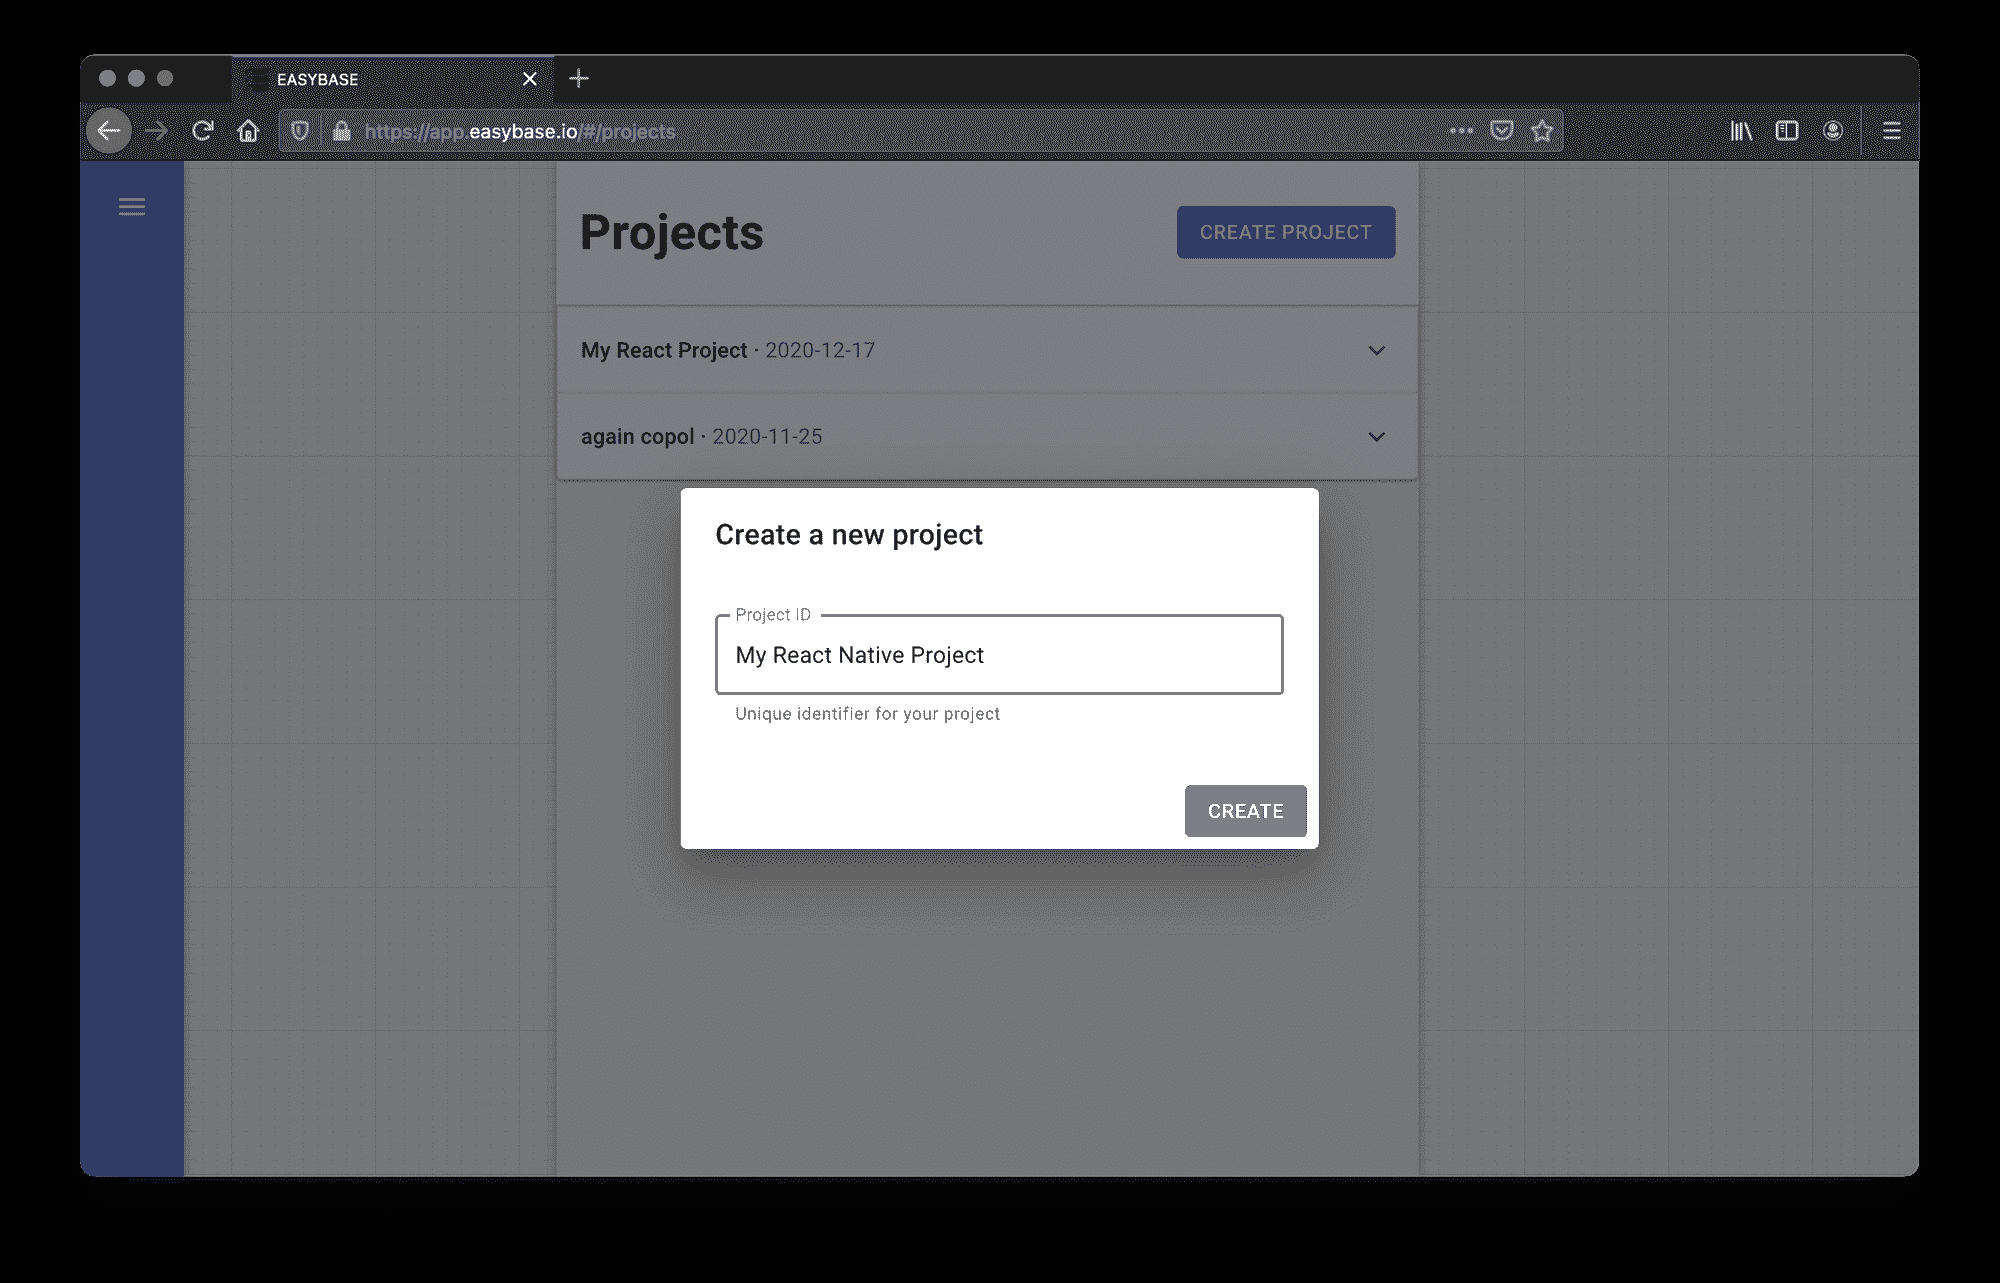 EASYBASE
https://app.easybase.io/#/projects
Projects
CREATE PROJECT
My React Project · 2020-12-17
again copol · 2020-11-25
Create a new project
Project ID
My React Native Project
Unique identifier for your project
CREATE